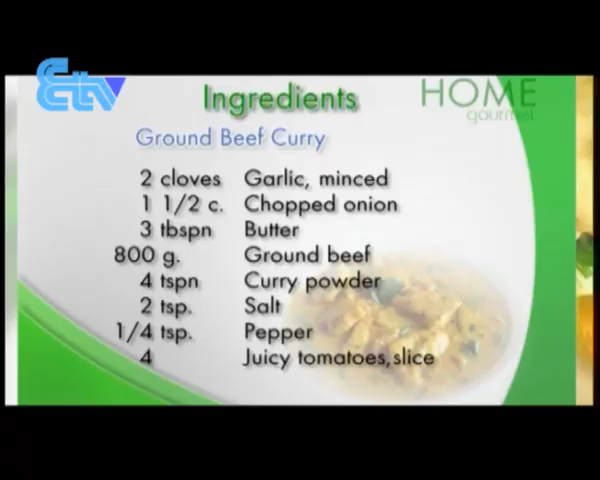 Ectv
Ingredients
HOME
gourmet
Ground Beef Curry
2 cloves Garlic, minced
1 1/2 c. Chopped onion
3 tbspn Butter
800 g. Ground beef
4 tspn Curry powder
2 tsp. Salt
1/4 tsp. Pepper
4 Juicy tomatoes,slice